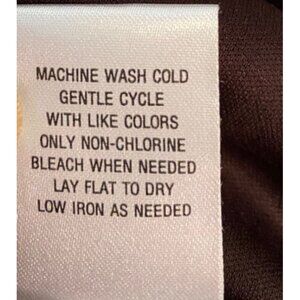 MACHINE WASH COLD
GENTLE CYCLE
WITH LIKE COLORS
ONLY NON-CHLORINE
BLEACH WHEN NEEDED
LAY FLAT TO DRY
LOW IRON AS NEEDED